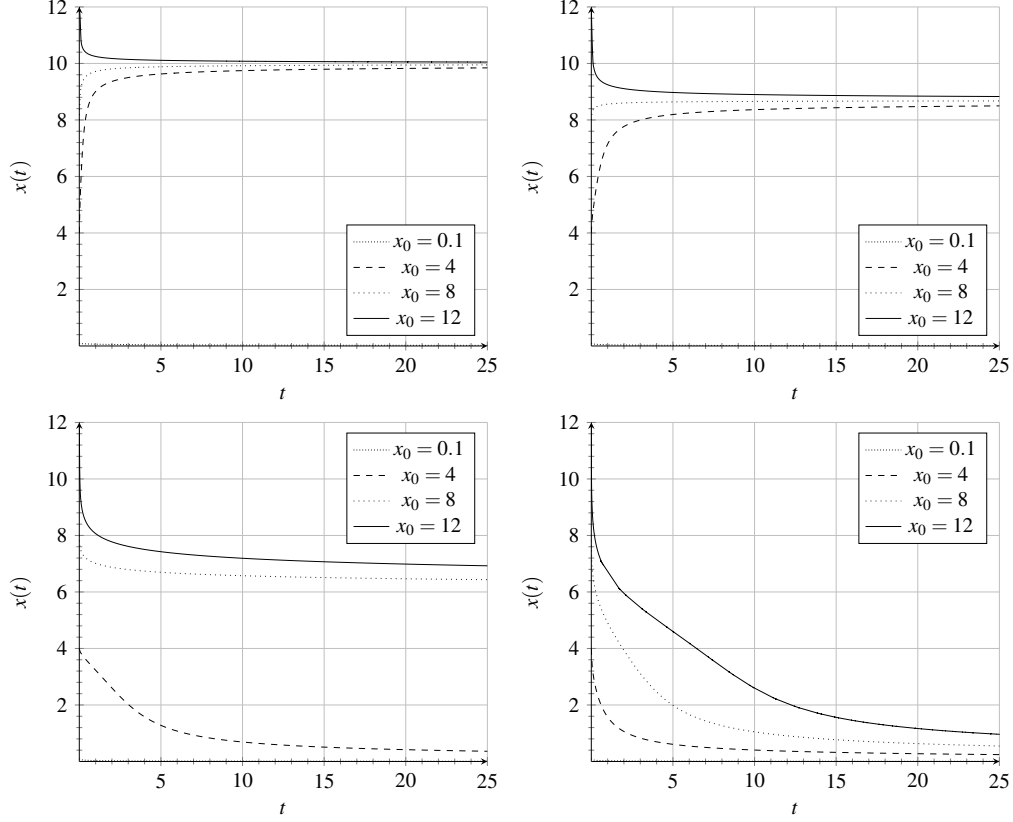 12
10
8
6
4
2
x(t)
5
10
15
20
25
t
x₀ = 0.1
x₀ = 4
x₀ = 8
x₀ = 12
12
10
8
6
4
2
x(t)
5
10
15
20
25
t
x₀ = 0.1
x₀ = 4
x₀ = 8
x₀ = 12
12
10
8
6
4
2
x(t)
5
10
15
20
25
t
x₀ = 0.1
x₀ = 4
x₀ = 8
x₀ = 12
12
10
8
6
4
2
x(t)
5
10
15
20
25
t
x₀ = 0.1
x₀ = 4
x₀ = 8
x₀ = 12